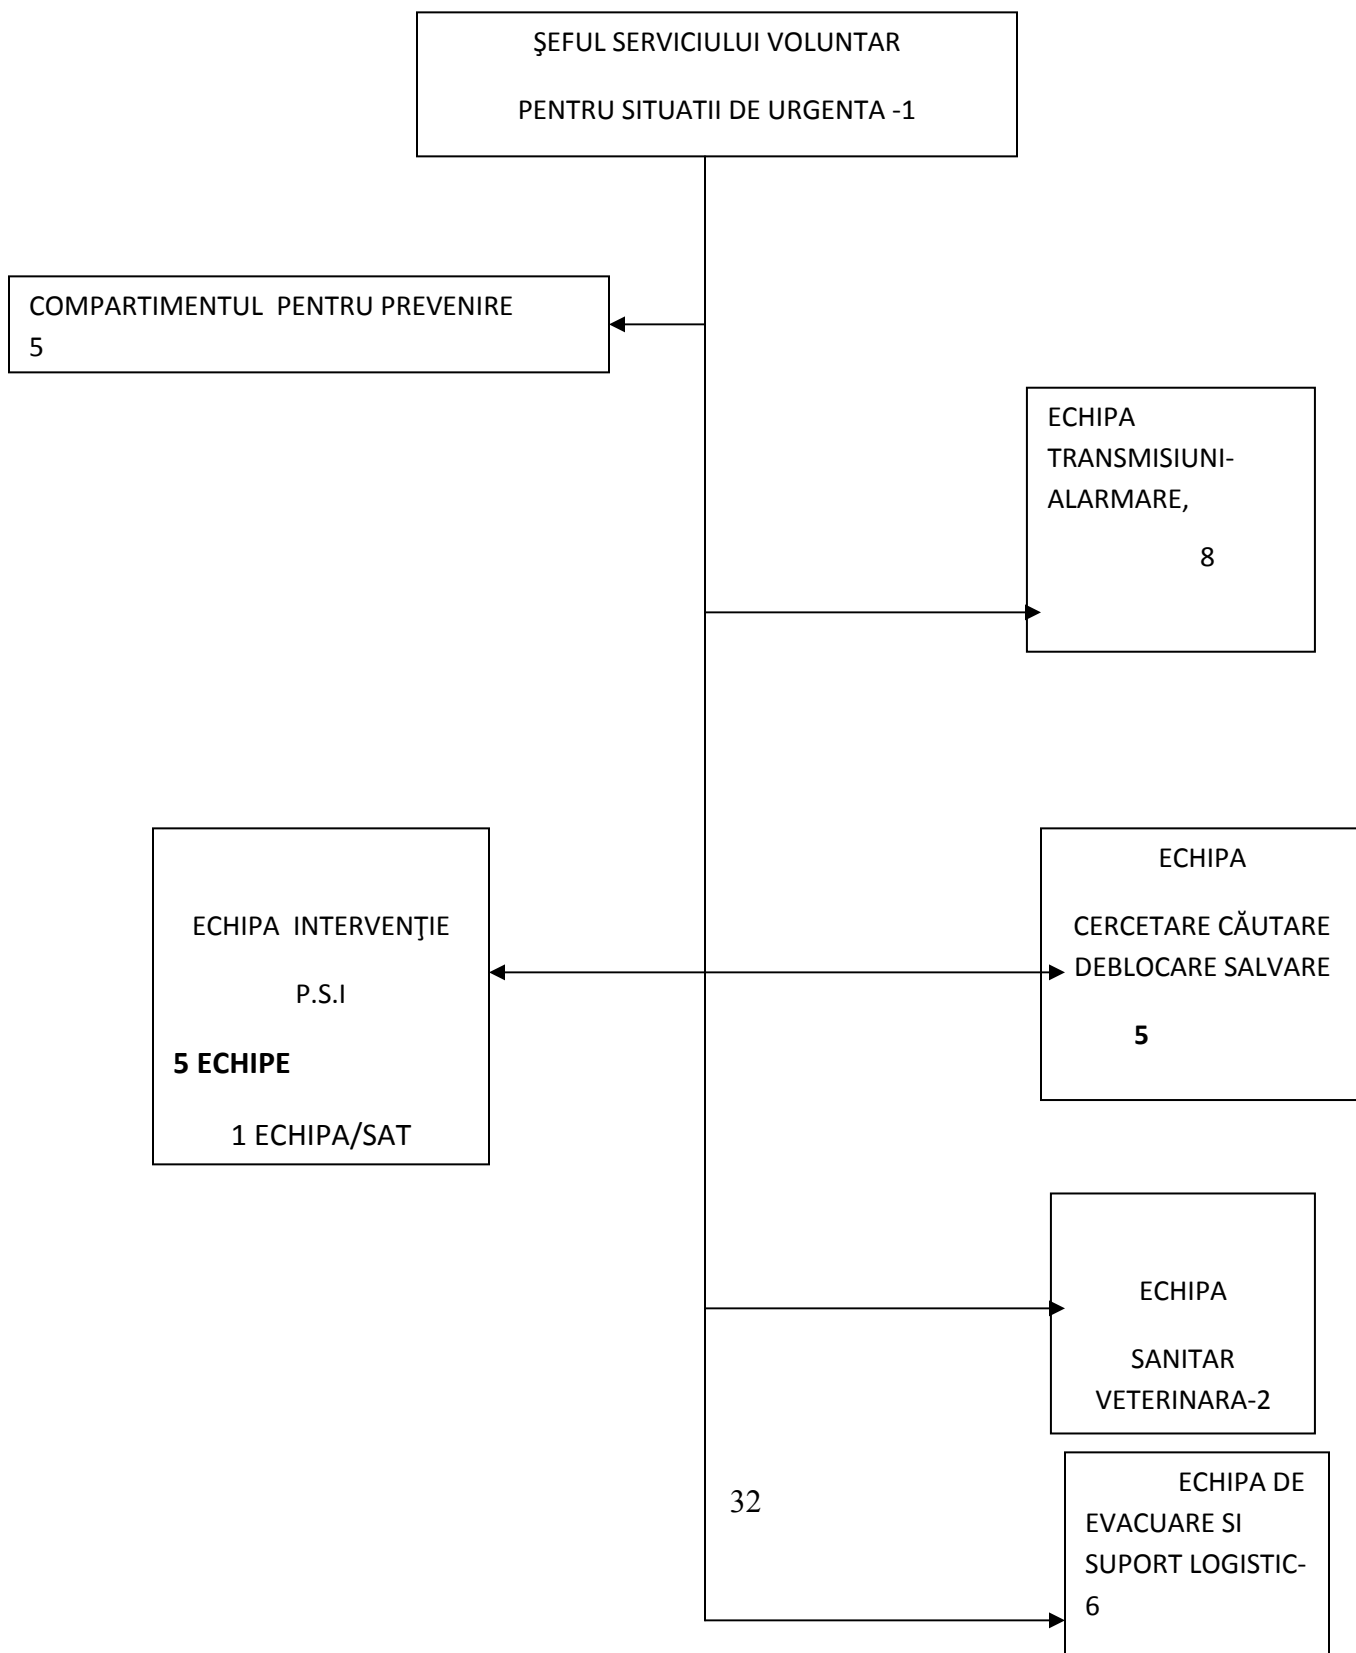 ŞEFUL SERVICIULUI VOLUNTAR
PENTRU SITUATII DE URGENTA -1
COMPARTIMENTUL PENTRU PREVENIRE
5
ECHIPA
TRANSMISIUNI-
ALARMARE,
8
ECHIPA INTERVENŢIE
P.S.I
5 ECHIPE
1 ECHIPA/SAT
ECHIPA
CERCETARE CĂUTARE
DEBLOCARE SALVARE
5
ECHIPA
SANITAR
VETERINARA-2
32
ECHIPA DE
EVACUARE SI
SUPORT LOGISTIC-
6